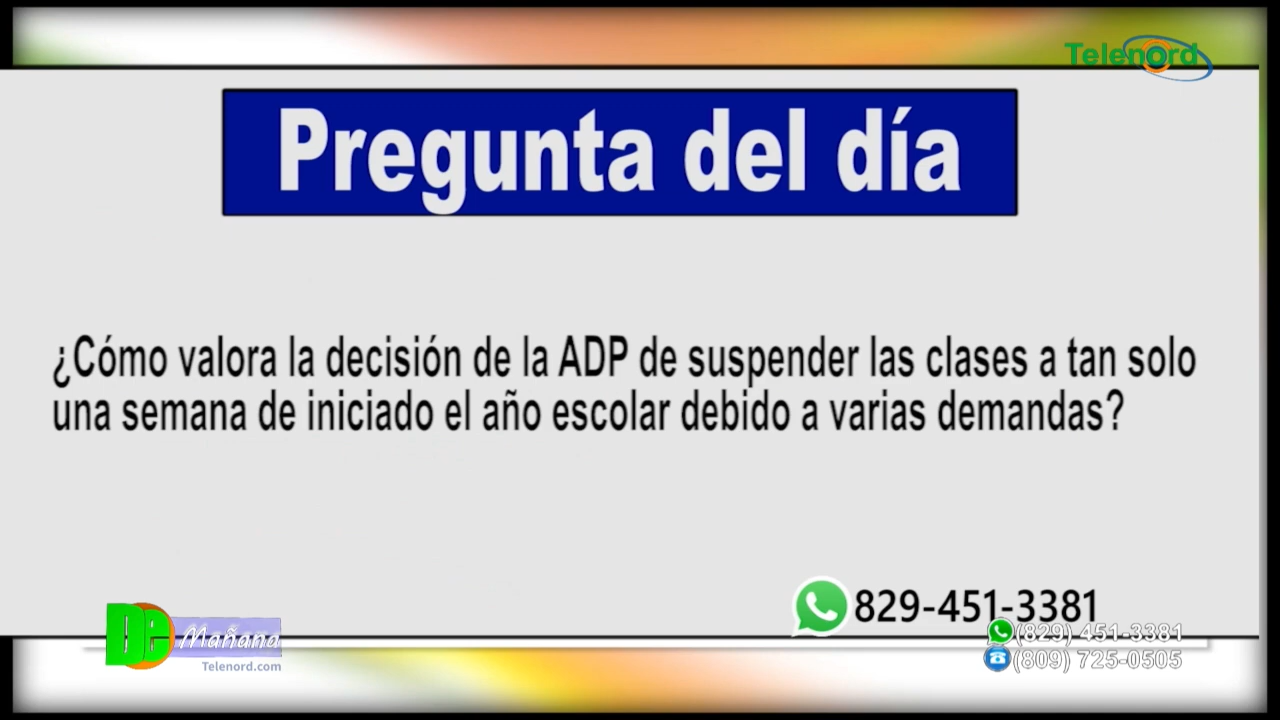 Telenord
Pregunta del día
¿Cómo valora la decisión de la ADP de suspender las clases a tan solo
una semana de iniciado el año escolar debido a varias demandas?
829-451-3381
(829) 451-3381
(809) 725-0505
De Mañana
Telenord.com